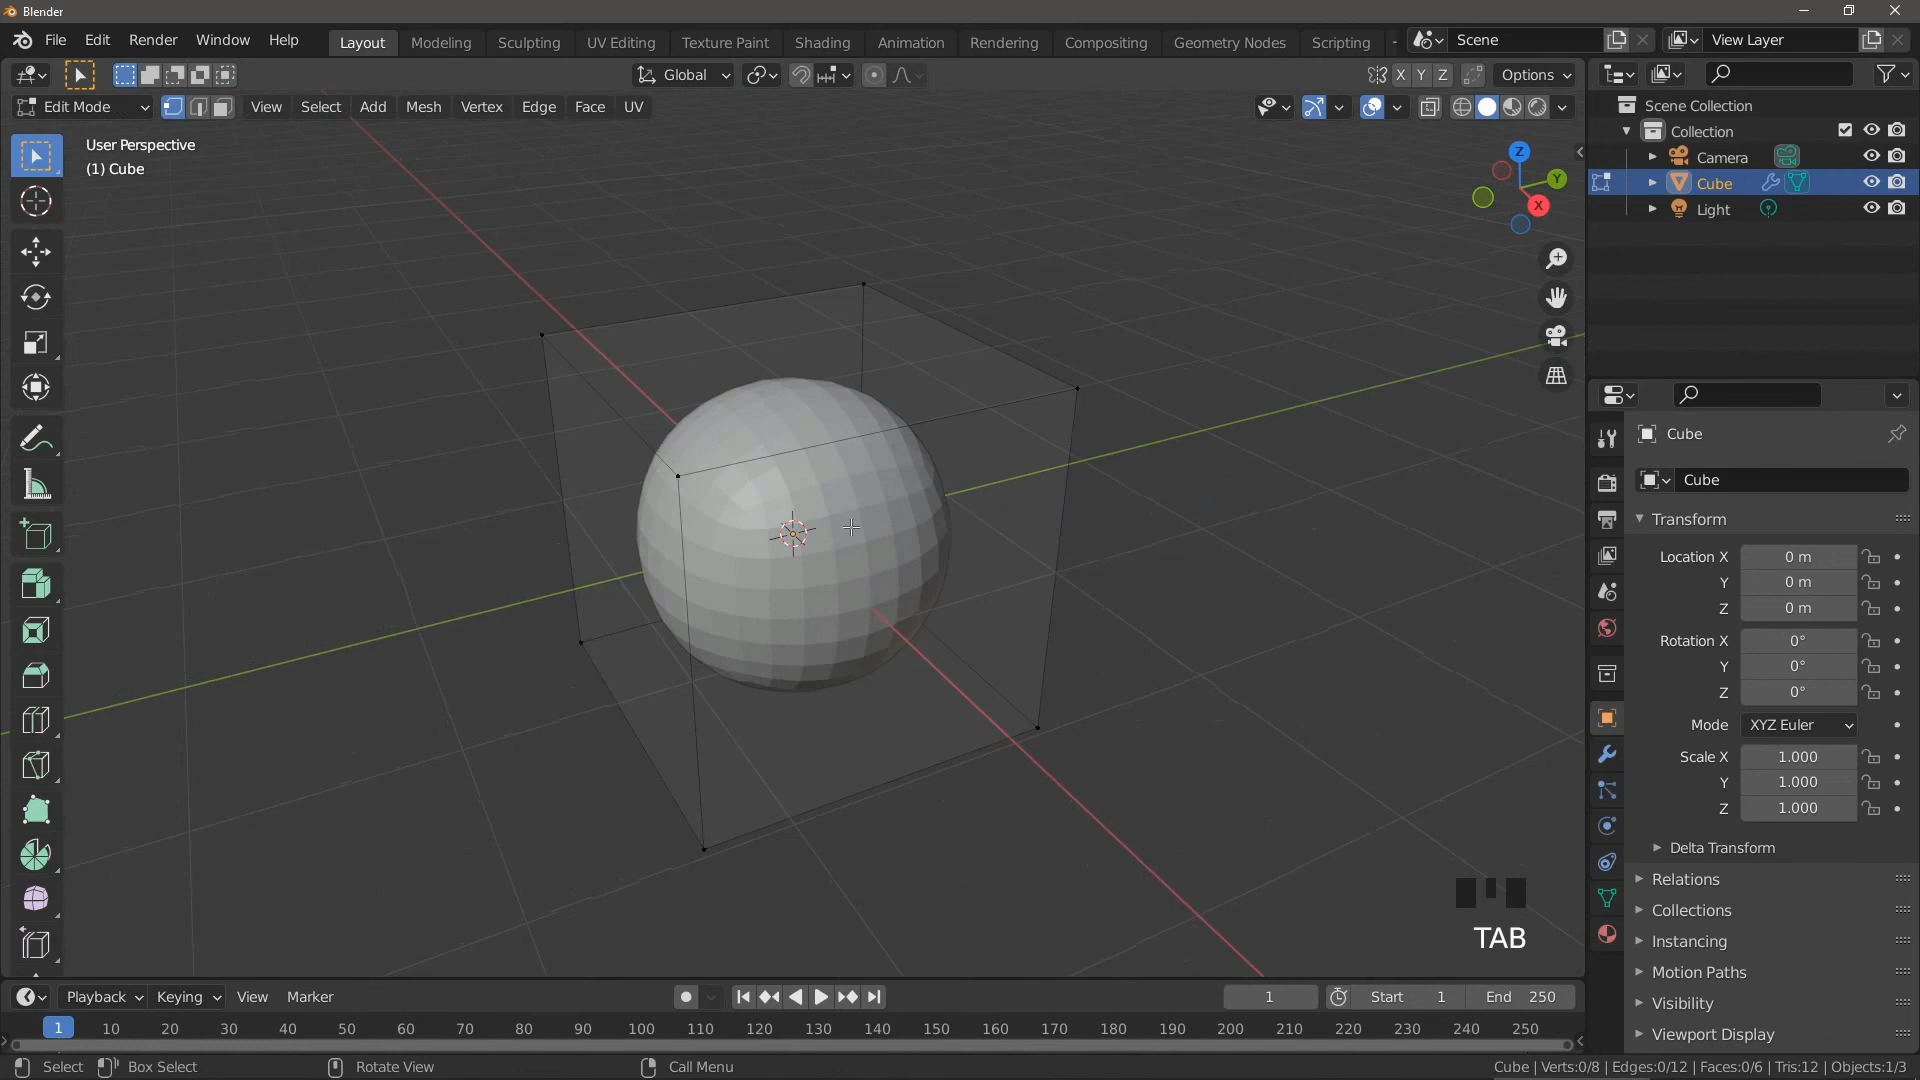 Blender
File Edit Render Window Help Layout Modeling Sculpting UV Editing Texture Paint Shading Animation Rendering Compositing Geometry Nodes Scripting Scene View Layer
Global X Y Z Options
Edit Mode View Select Add Mesh Vertex Edge Face UV
User Perspective
(1) Cube
Z
Y
X
Scene Collection
Collection
Camera
Cube
Light
Cube
Cube
Transform
Location X 0 m
Y 0 m
Z 0 m
Rotation X 0°
Y 0°
Z 0°
Mode XYZ Euler
Scale X 1.000
Y 1.000
Z 1.000
Delta Transform
Relations
Collections
Instancing
Motion Paths
Visibility
Viewport Display
TAB
Playback Keying View Marker 1 Start 1 End 250
1 10 20 30 40 50 60 70 80 90 100 110 120 130 140 150 160 170 180 190 200 210 220 230 240 250
Select Box Select Rotate View Call Menu Cube | Verts:0/8 | Edges:0/12 | Faces:0/6 | Tris:12 | Objects:1/3